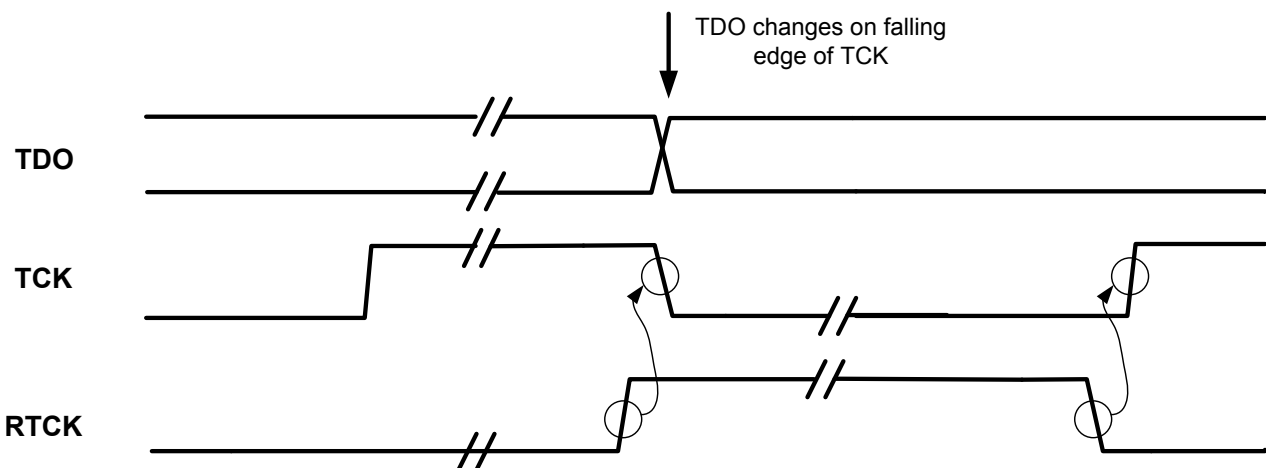 TDO changes on falling
edge of TCK
TDO
TCK
RTCK